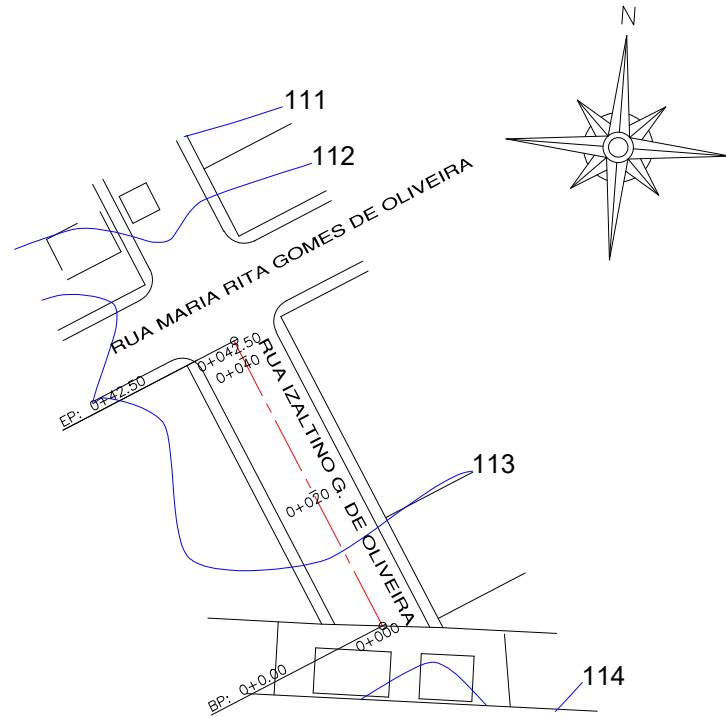 N
111
112
RUA MARIA RITA GOMES DE OLIVEIRA
0+042.50
0+040
EP: 0+42.50
RUA IZALTINO G. DE OLIVEIRA
113
0+020
0+000
BP: 0+0.00
114